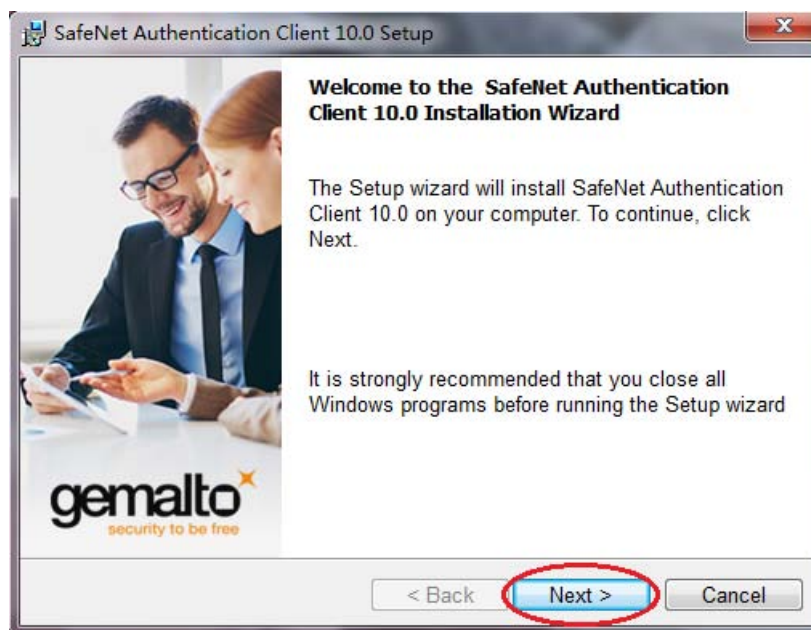 SafeNet Authentication Client 10.0 Setup
Welcome to the SafeNet Authentication
Client 10.0 Installation Wizard
The Setup wizard will install SafeNet Authentication
Client 10.0 on your computer. To continue, click
Next.
It is strongly recommended that you close all
Windows programs before running the Setup wizard
gemalto
security to be free
< Back Next > Cancel